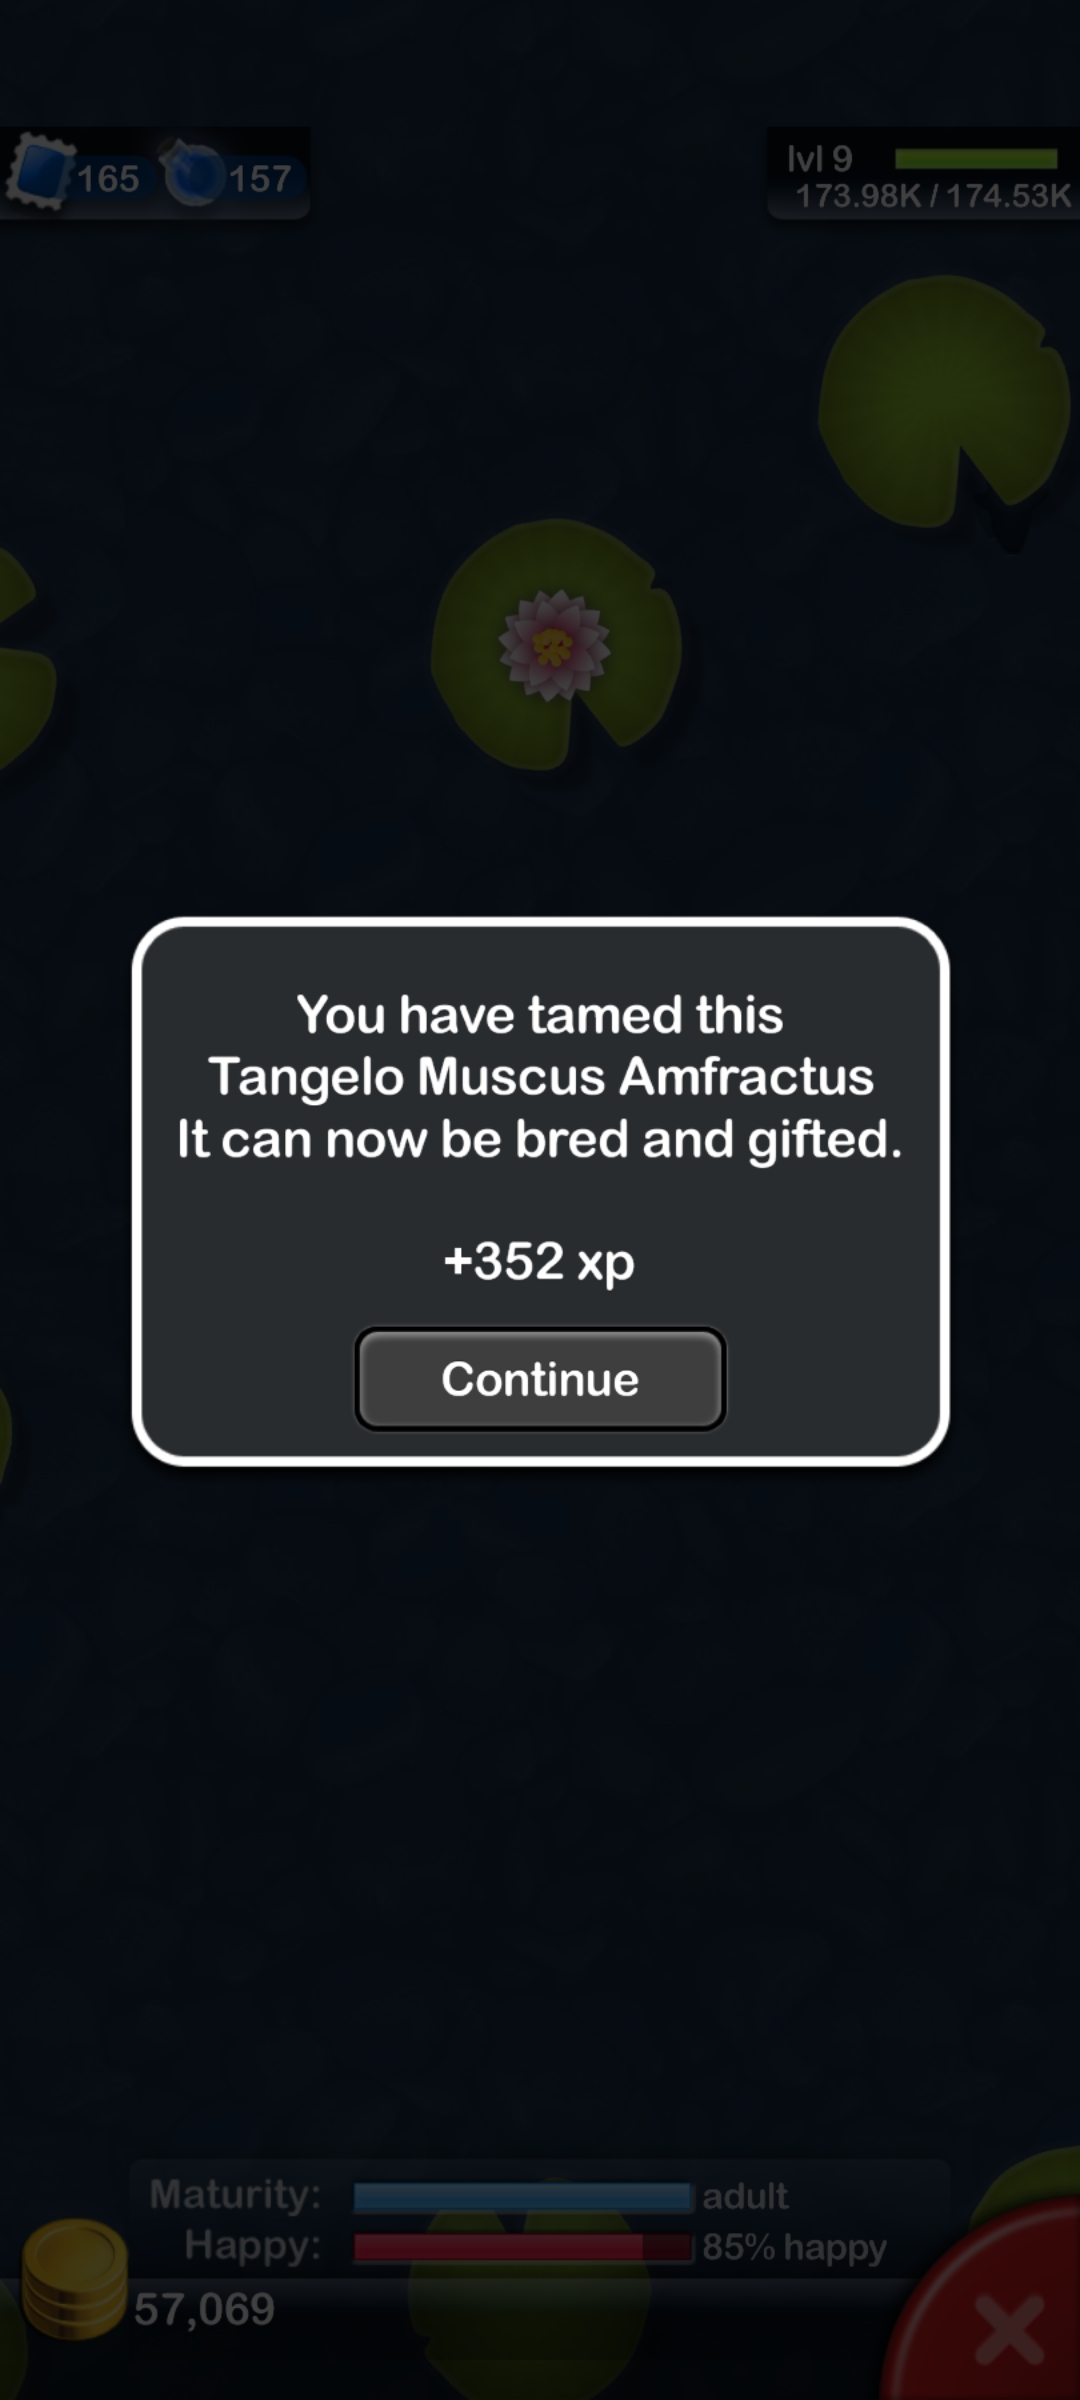 165 157
lvl 9
173.98K / 174.53K
You have tamed this
Tangelo Muscus Amfractus
It can now be bred and gifted.
+352 xp
Continue
Maturity: adult
Happy: 85% happy
57,069